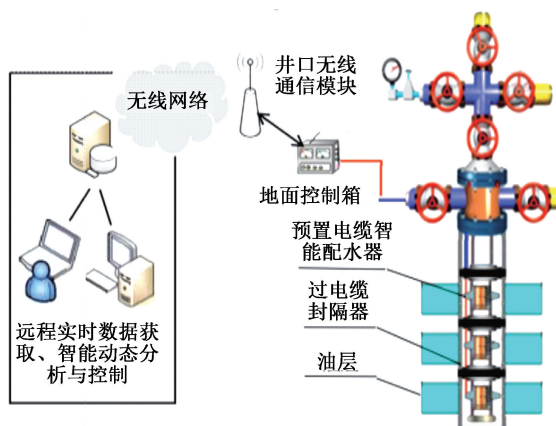 无线网络
井口无线
通信模块
地面控制箱
预置电缆智
能配水器
过电缆
封隔器
油层
远程实时数据获
取、智能动态分
析与控制